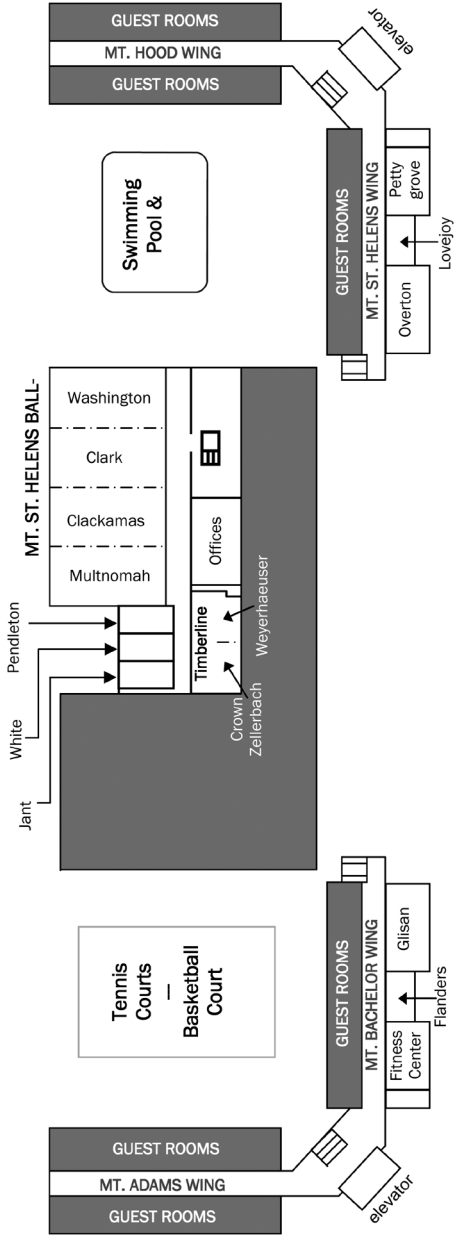 GUEST ROOMS
MT. HOOD WING
GUEST ROOMS
elevator
Swimming
Pool &
GUEST ROOMS
MT. ST. HELENS WING
Petty
grove
Lovejoy
Overton
MT. ST. HELENS BALL-
Washington
Clark
Clackamas
Multnomah
Offices
Pendleton
White
Jant
Timberline
Weyerhaeuser
Crown
Zellerbach
Tennis
Courts
–
Basketball
Court
GUEST ROOMS
MT. BACHELOR WING
Glisan
Flanders
Fitness
Center
GUEST ROOMS
MT. ADAMS WING
GUEST ROOMS
elevator